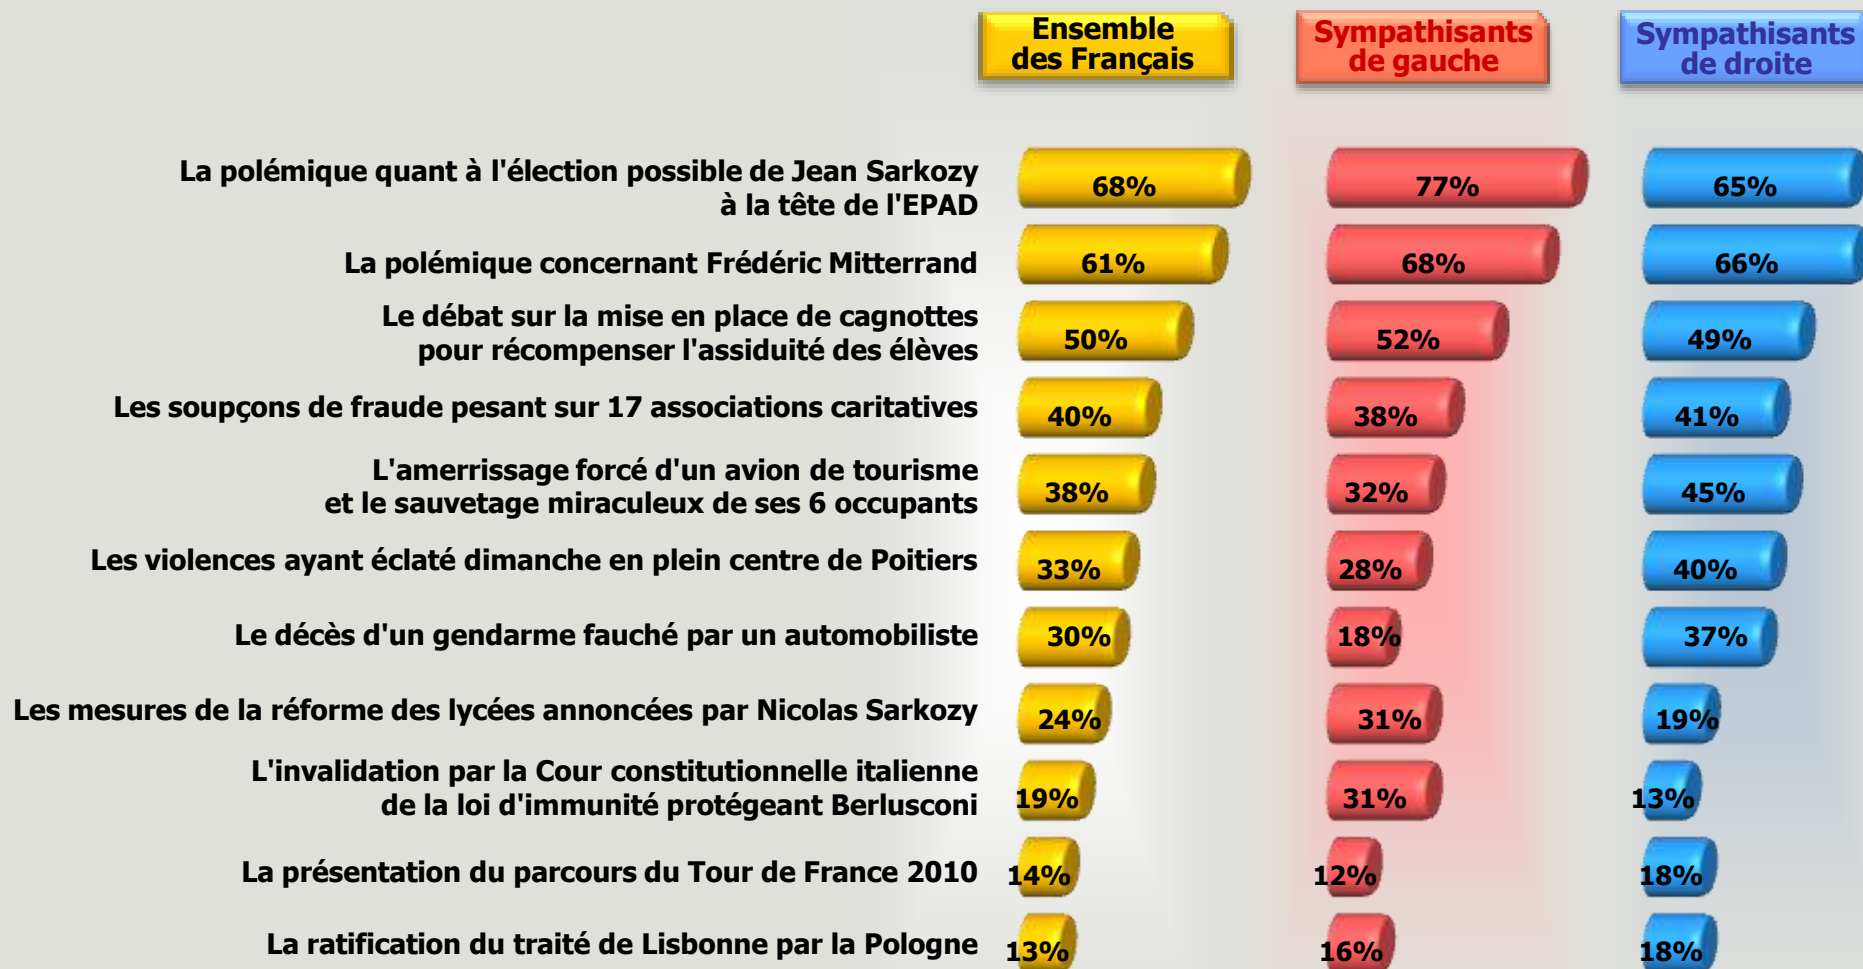 Ensemble
des Français
Sympathisants
de gauche
Sympathisants
de droite
La polémique quant à l'élection possible de Jean Sarkozy
à la tête de l'EPAD
68%
77%
65%
La polémique concernant Frédéric Mitterrand
61%
68%
66%
Le débat sur la mise en place de cagnottes
pour récompenser l'assiduité des élèves
50%
52%
49%
Les soupçons de fraude pesant sur 17 associations caritatives
40%
38%
41%
L'amerrissage forcé d'un avion de tourisme
et le sauvetage miraculeux de ses 6 occupants
38%
32%
45%
Les violences ayant éclaté dimanche en plein centre de Poitiers
33%
28%
40%
Le décès d'un gendarme fauché par un automobiliste
30%
18%
37%
Les mesures de la réforme des lycées annoncées par Nicolas Sarkozy
24%
31%
19%
L'invalidation par la Cour constitutionnelle italienne
de la loi d'immunité protégeant Berlusconi
19%
31%
13%
La présentation du parcours du Tour de France 2010
14%
12%
18%
La ratification du traité de Lisbonne par la Pologne
13%
16%
18%